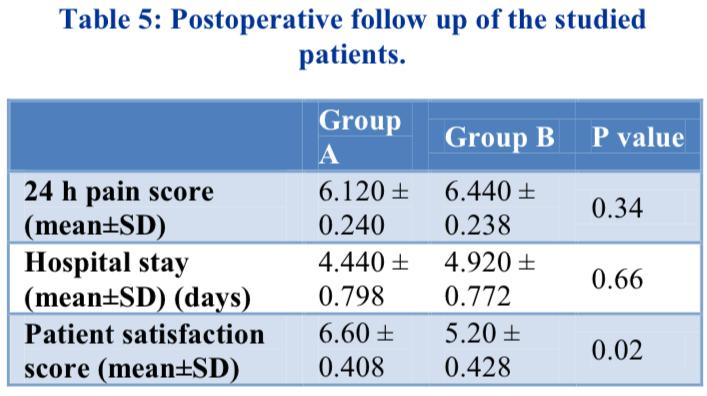 Table 5: Postoperative follow up of the studied
patients.
Group A Group B P value
24 h pain score (mean±SD) 6.120 ± 0.240 6.440 ± 0.238 0.34
Hospital stay (mean±SD) (days) 4.440 ± 0.798 4.920 ± 0.772 0.66
Patient satisfaction score (mean±SD) 6.60 ± 0.408 5.20 ± 0.428 0.02